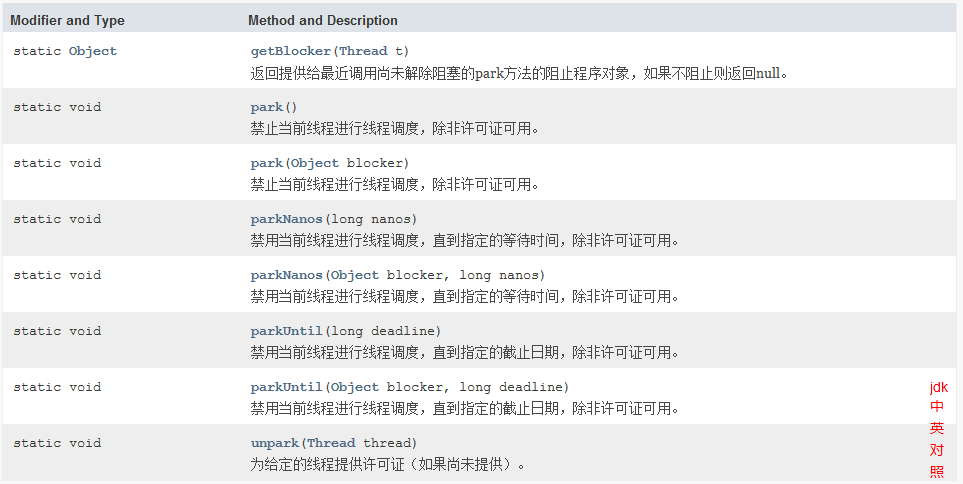 Modifier and Type Method and Description
static Object getBlocker(Thread t)
返回提供给最近调用尚未解除阻塞的park方法的阻止程序对象，如果不阻止则返回null。
static void park()
禁止当前线程进行线程调度，除非许可证可用。
static void park(Object blocker)
禁止当前线程进行线程调度，除非许可证可用。
static void parkNanos(long nanos)
禁用当前线程进行线程调度，直到指定的等待时间，除非许可证可用。
static void parkNanos(Object blocker, long nanos)
禁用当前线程进行线程调度，直到指定的等待时间，除非许可证可用。
static void parkUntil(long deadline)
禁用当前线程进行线程调度，直到指定的截止日期，除非许可证可用。
static void parkUntil(Object blocker, long deadline)
禁用当前线程进行线程调度，直到指定的截止日期，除非许可证可用。
static void unpark(Thread thread)
为给定的线程提供许可证（如果尚未提供）。
jdk
中
英
对
照